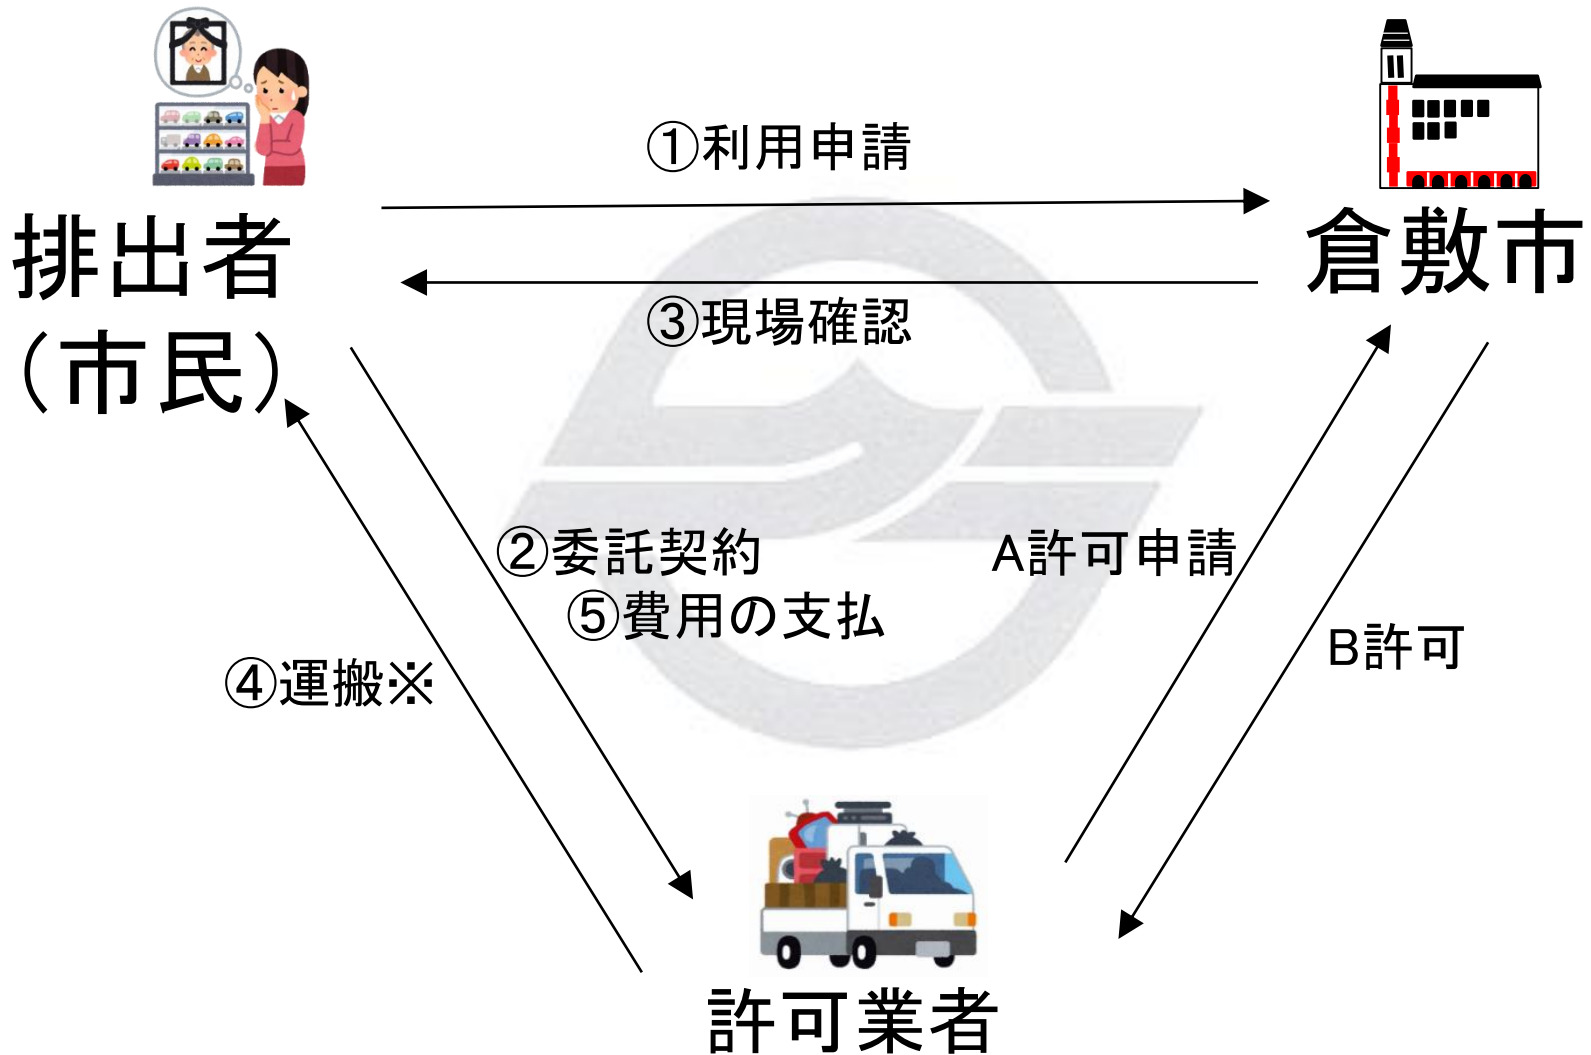 ①利用申請
排出者
（市民）
倉敷市
③現場確認
②委託契約
⑤費用の支払
A許可申請
B許可
④運搬※
許可業者